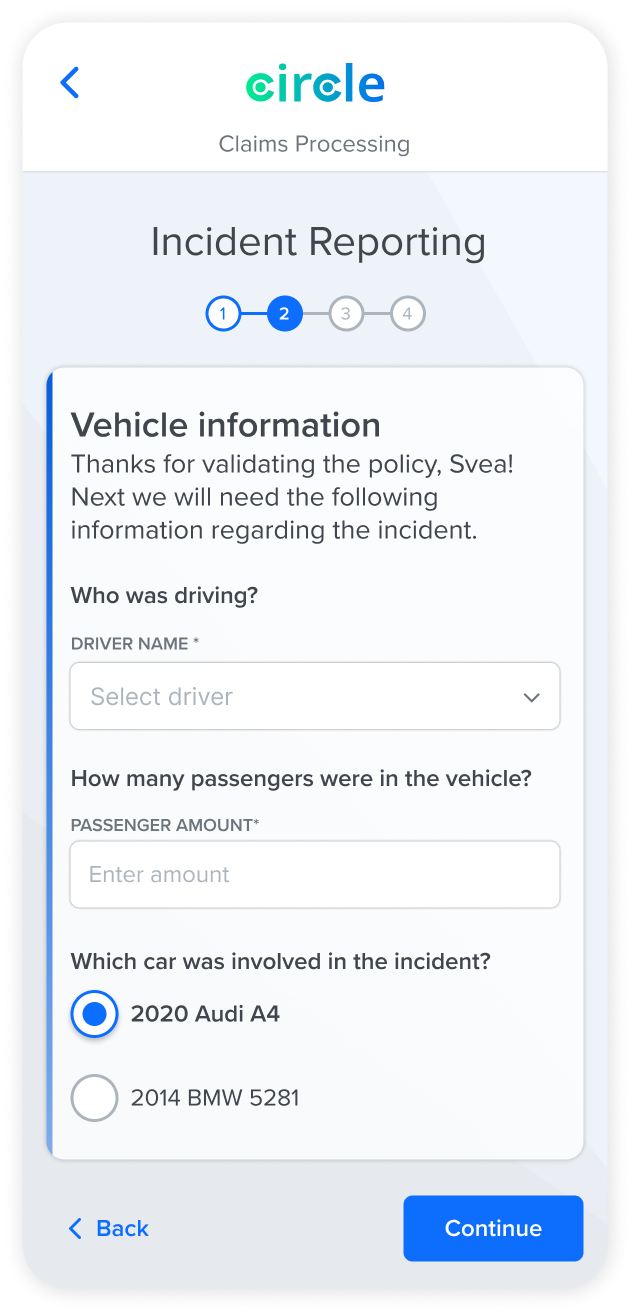 circle
Claims Processing
Incident Reporting
1 2 3 4
Vehicle information
Thanks for validating the policy, Svea!
Next we will need the following
information regarding the incident.
Who was driving?
DRIVER NAME *
Select driver
How many passengers were in the vehicle?
PASSENGER AMOUNT*
Enter amount
Which car was involved in the incident?
2020 Audi A4
2014 BMW 5281
Back
Continue